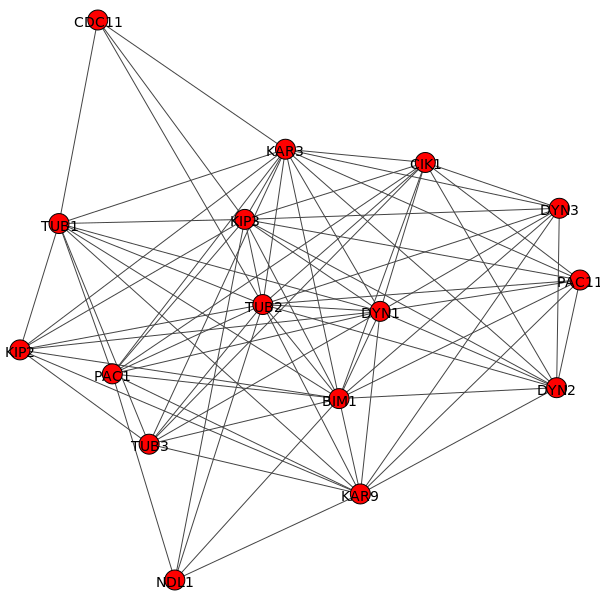 CDC11
KAR3
CIK1
DYN3
TUB1
KIP3
PAC11
TUB2
DYN1
KIP2
PAC1
DYN2
BIM1
TUB3
KAR9
NDL1